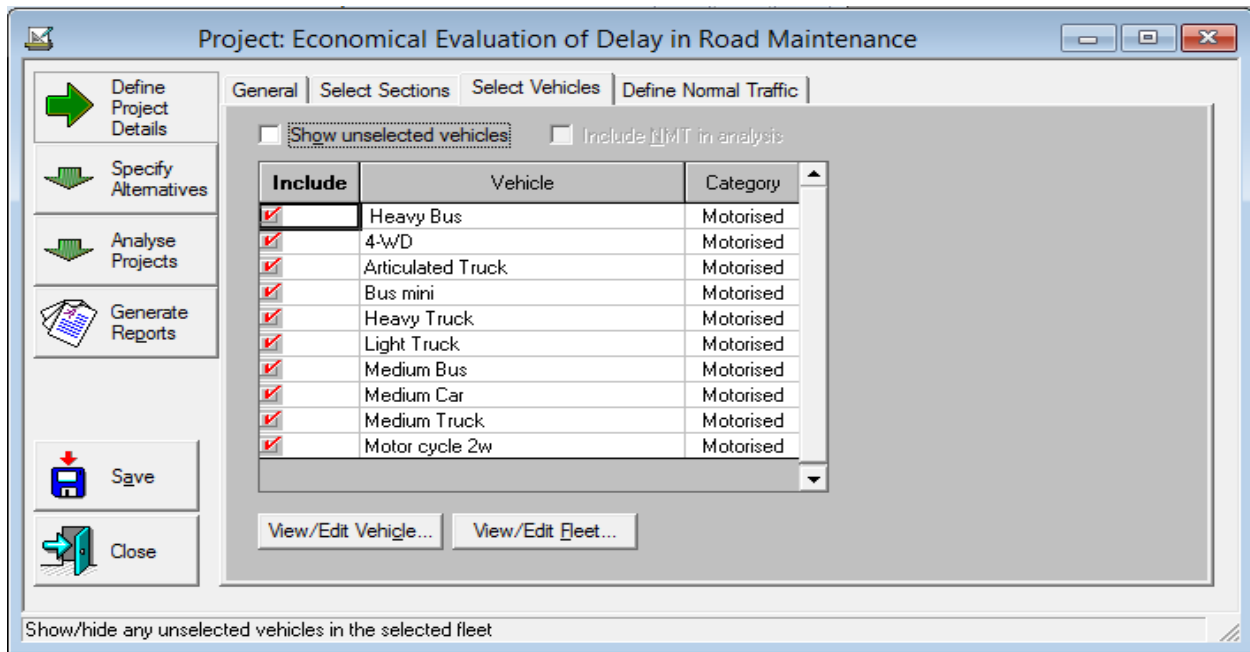 Project: Economical Evaluation of Delay in Road Maintenance
Define
Project
Details
Specify
Alternatives
Analyse
Projects
Generate
Reports
Save
Close
General Select Sections Select Vehicles Define Normal Traffic
Show unselected vehicles Include NMT in analysis
Include Vehicle Category
Heavy Bus Motorised
4-WD Motorised
Articulated Truck Motorised
Bus mini Motorised
Heavy Truck Motorised
Light Truck Motorised
Medium Bus Motorised
Medium Car Motorised
Medium Truck Motorised
Motor cycle 2w Motorised
View/Edit Vehicle... View/Edit Fleet...
Show/hide any unselected vehicles in the selected fleet